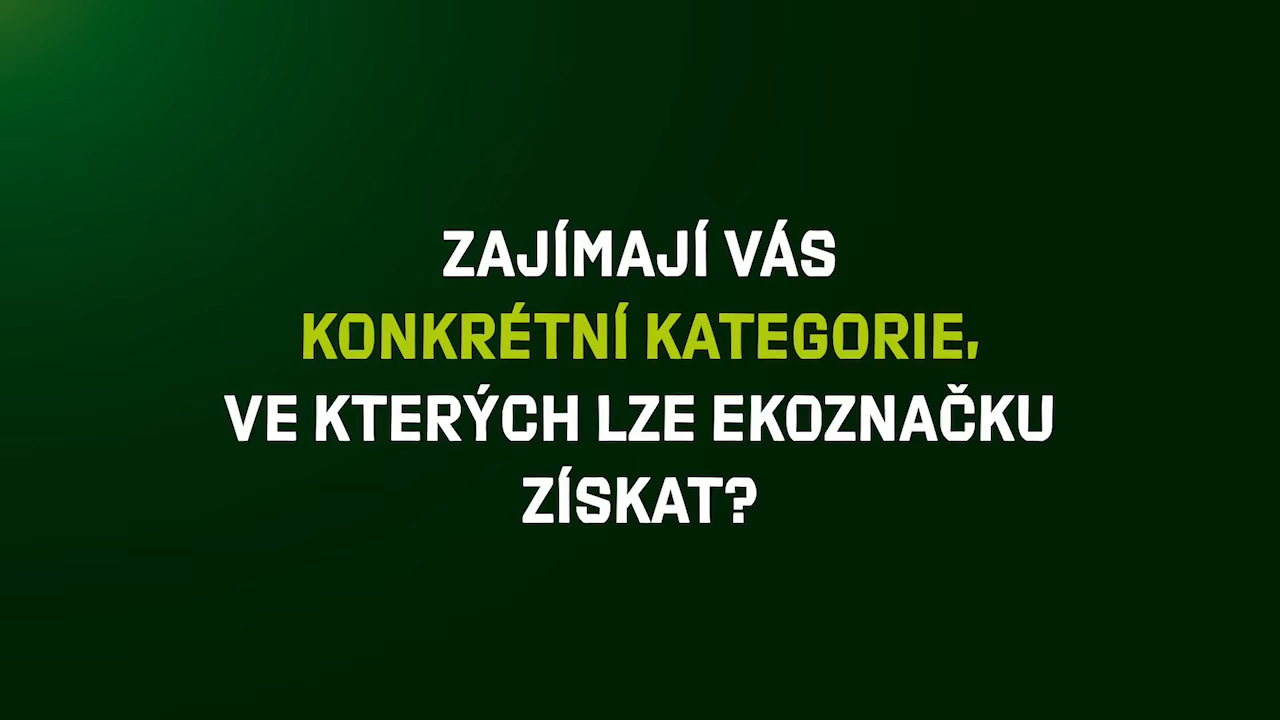 ZAJÍMAJÍ VÁS
KONKRÉTNÍ KATEGORIE,
VE KTERÝCH LZE EKOZNAČKU
ZÍSKAT?